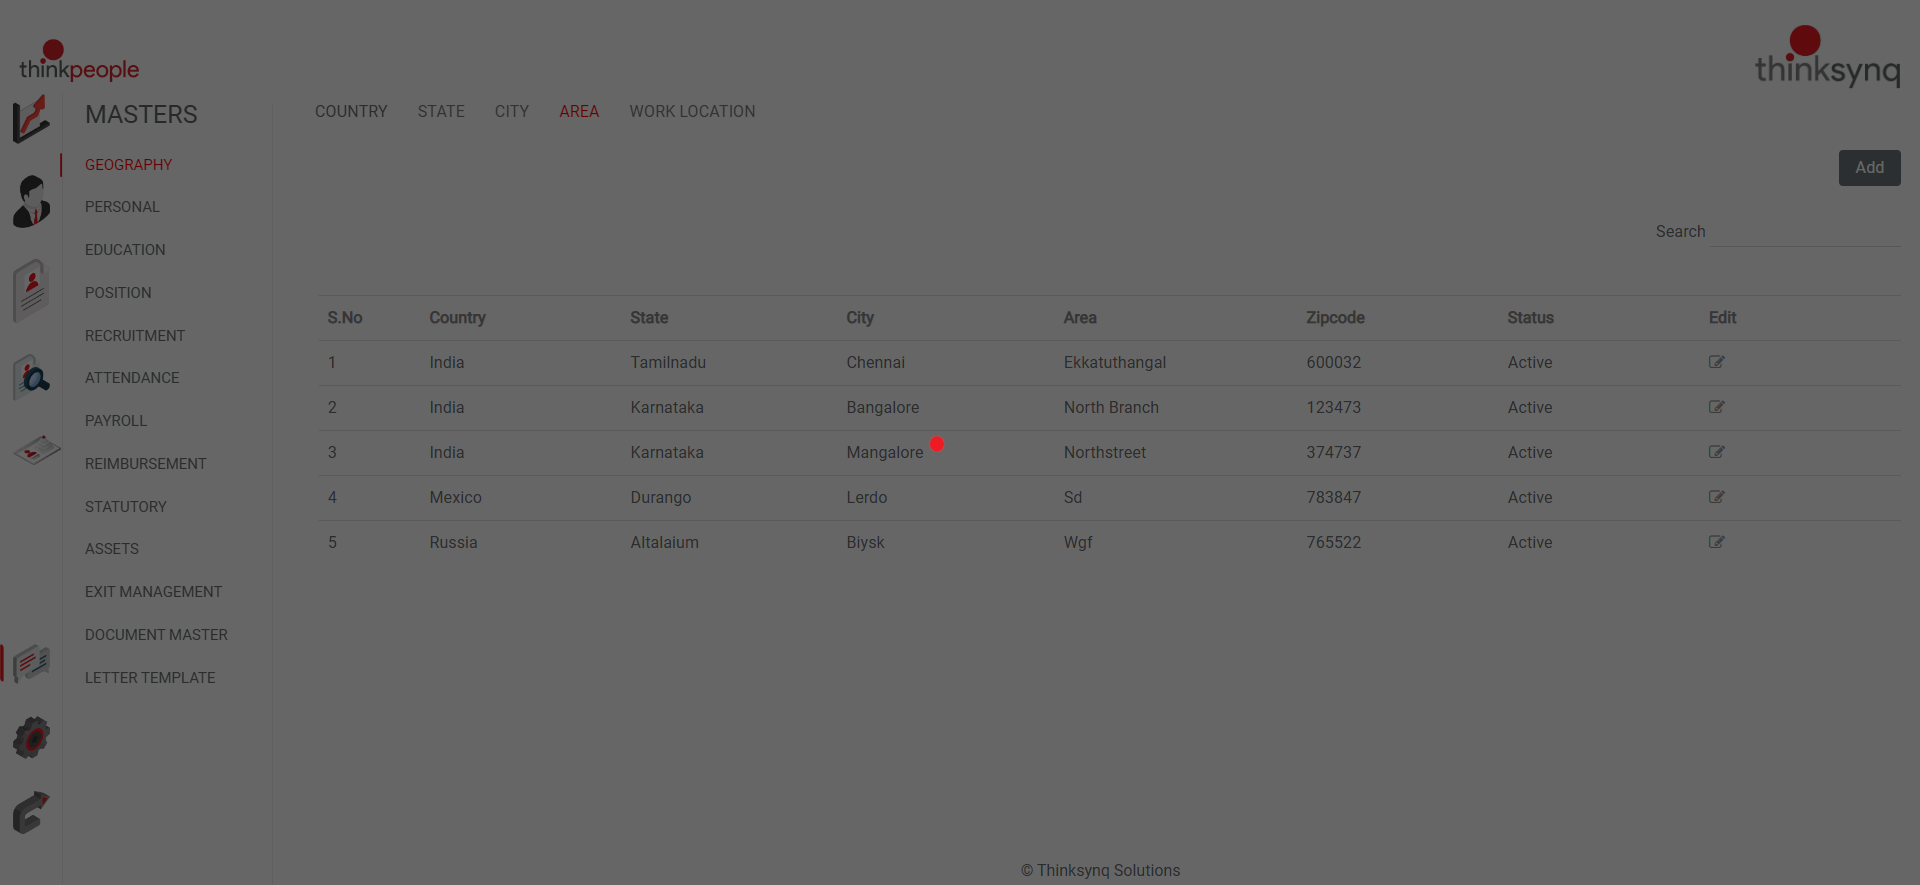 thinkpeople
thinksynq
MASTERS
COUNTRY STATE CITY AREA WORK LOCATION
GEOGRAPHY
PERSONAL
EDUCATION
POSITION
RECRUITMENT
ATTENDANCE
PAYROLL
REIMBURSEMENT
STATUTORY
ASSETS
EXIT MANAGEMENT
DOCUMENT MASTER
LETTER TEMPLATE
Add
Search
S.No Country State City Area Zipcode Status Edit
1 India Tamilnadu Chennai Ekkatuthangal 600032 Active
2 India Karnataka Bangalore North Branch 123473 Active
3 India Karnataka Mangalore Northstreet 374737 Active
4 Mexico Durango Lerdo Sd 783847 Active
5 Russia Altalaium Biysk Wgf 765522 Active
© Thinksynq Solutions